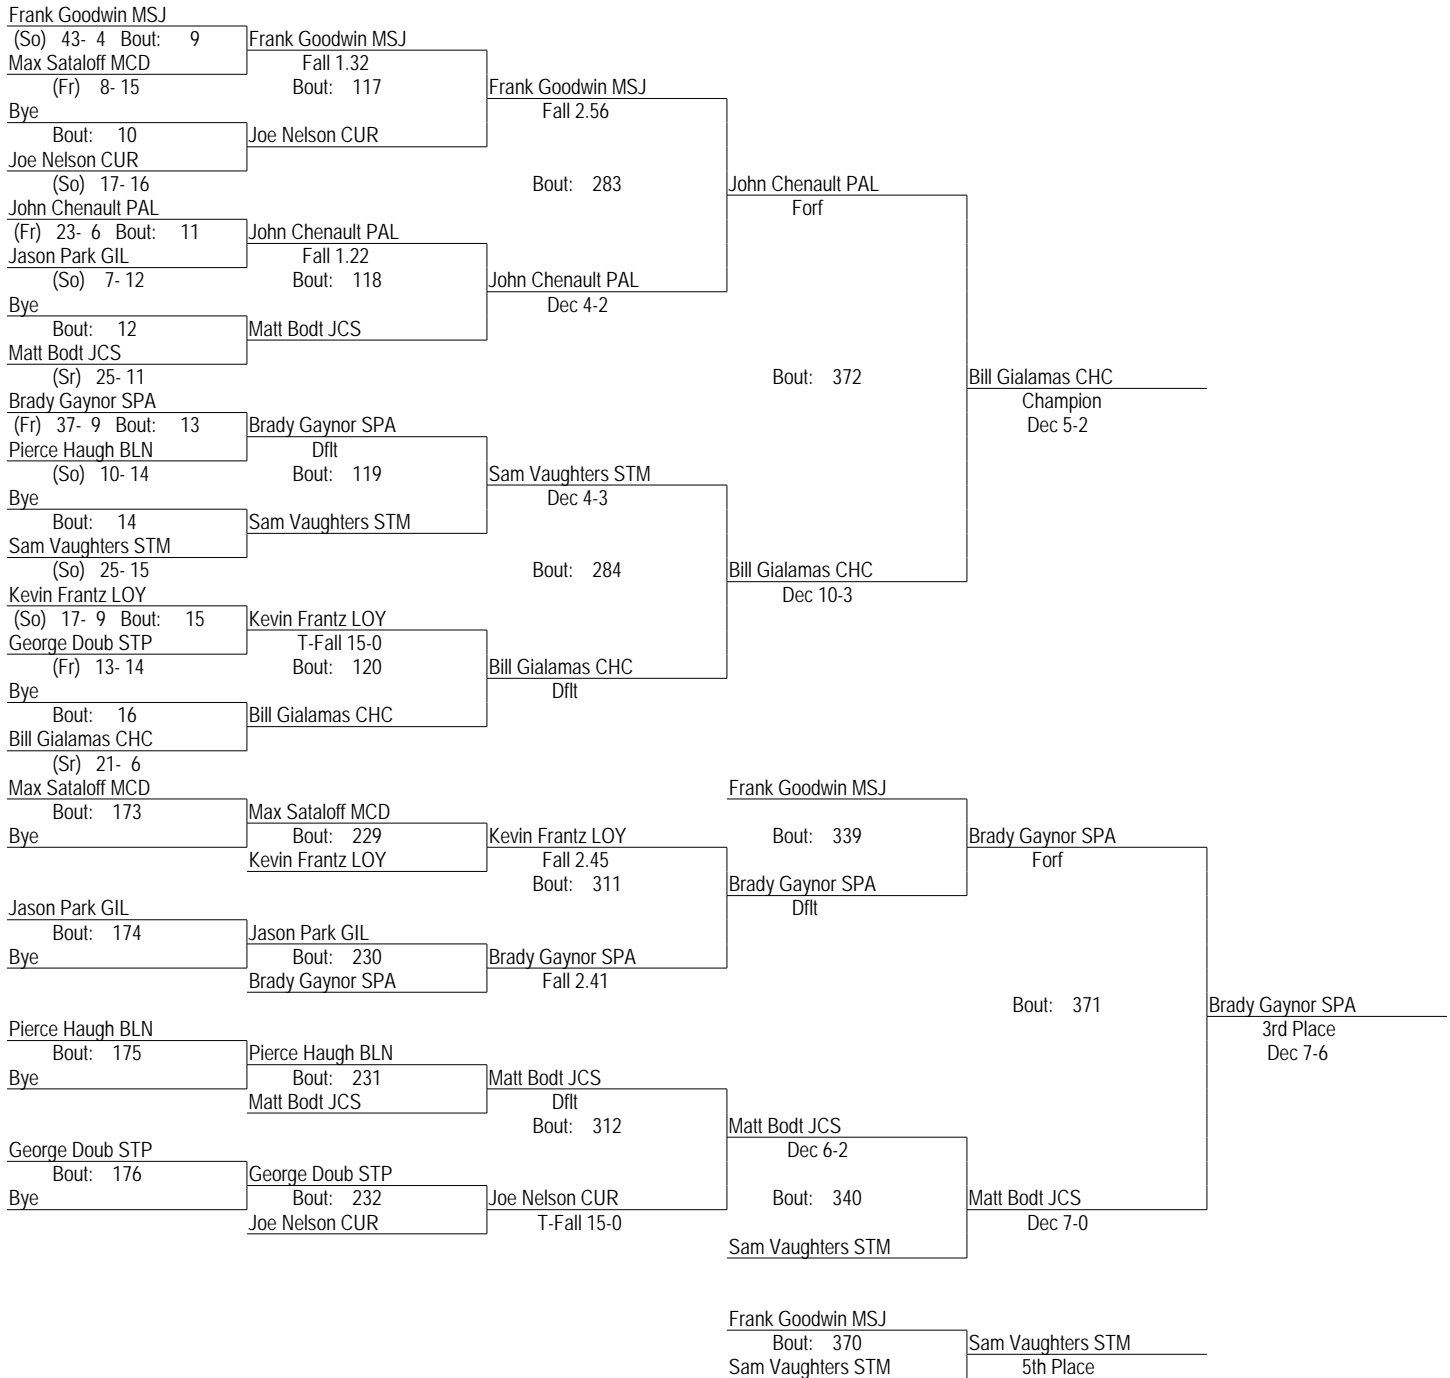 Frank Goodwin MSJ
(So) 43- 4 Bout: 9 Frank Goodwin MSJ
Max Sataloff MCD Fall 1.32
(Fr) 8- 15 Bout: 117 Frank Goodwin MSJ
Bye Fall 2.56
Bout: 10 Joe Nelson CUR
Joe Nelson CUR
(So) 17- 16 Bout: 283 John Chenault PAL
John Chenault PAL Forf
(Fr) 23- 6 Bout: 11 John Chenault PAL
Jason Park GIL Fall 1.22
(So) 7- 12 Bout: 118 John Chenault PAL
Bye Dec 4-2
Bout: 12 Matt Bodt JCS
Matt Bodt JCS
(Sr) 25- 11 Bout: 372 Bill Gialamas CHC
Brady Gaynor SPA Champion
(Fr) 37- 9 Bout: 13 Brady Gaynor SPA Dec 5-2
Pierce Haugh BLN Dflt
(So) 10- 14 Bout: 119 Sam Vaughters STM
Bye Dec 4-3
Bout: 14 Sam Vaughters STM
Sam Vaughters STM
(So) 25- 15 Bout: 284 Bill Gialamas CHC
Kevin Frantz LOY Dec 10-3
(So) 17- 9 Bout: 15 Kevin Frantz LOY
George Doub STP T-Fall 15-0
(Fr) 13- 14 Bout: 120 Bill Gialamas CHC
Bye Dflt
Bout: 16 Bill Gialamas CHC
Bill Gialamas CHC
(Sr) 21- 6
Max Sataloff MCD Frank Goodwin MSJ
Bout: 173 Max Sataloff MCD
Bye Bout: 229 Kevin Frantz LOY Bout: 339 Brady Gaynor SPA
Kevin Frantz LOY Fall 2.45 Forf
Bout: 311 Brady Gaynor SPA
Jason Park GIL Dflt
Bout: 174 Jason Park GIL
Bye Bout: 230 Brady Gaynor SPA
Brady Gaynor SPA Fall 2.41
Bout: 371 Brady Gaynor SPA
Pierce Haugh BLN 3rd Place
Bout: 175 Pierce Haugh BLN Dec 7-6
Bye Bout: 231 Matt Bodt JCS
Matt Bodt JCS Dflt
Bout: 312 Matt Bodt JCS
George Doub STP Dec 6-2
Bout: 176 George Doub STP
Bye Bout: 232 Joe Nelson CUR Bout: 340 Matt Bodt JCS
Joe Nelson CUR T-Fall 15-0 Dec 7-0
Sam Vaughters STM
Frank Goodwin MSJ
Bout: 370 Sam Vaughters STM
Sam Vaughters STM 5th Place